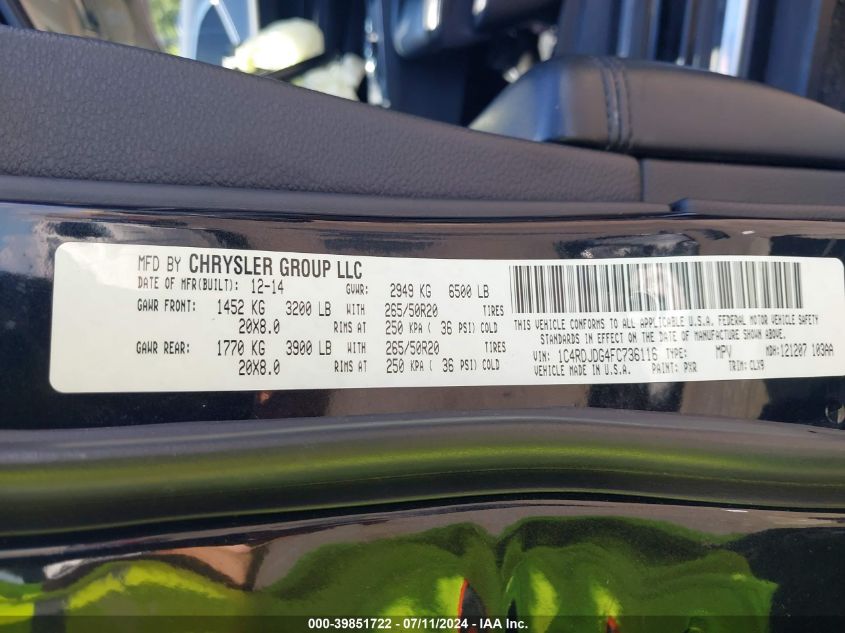 MFD BY CHRYSLER GROUP LLC
DATE OF MFR(BUILT): 12-14 GVWR: 2949 KG 6500 LB
GAWR FRONT: 1452 KG 3200 LB WITH 265/50R20 TIRES
20X8.0 RIMS AT 250 KPA ( 36 PSI) COLD
GAWR REAR: 1770 KG 3900 LB WITH 265/50R20 TIRES
20X8.0 RIMS AT 250 KPA ( 36 PSI) COLD
THIS VEHICLE CONFORMS TO ALL APPLICABLE U.S.A. FEDERAL MOTOR VEHICLE SAFETY
STANDARDS IN EFFECT ON THE DATE OF MANUFACTURE SHOWN ABOVE.
VIN: 1C4RDJDG4FC736116 TYPE: MPV MDH:121207 103AA
VEHICLE MADE IN U.S.A. PAINT: PXR TRIM: CLX9
000-39851722 - 07/11/2024 - IAA Inc.